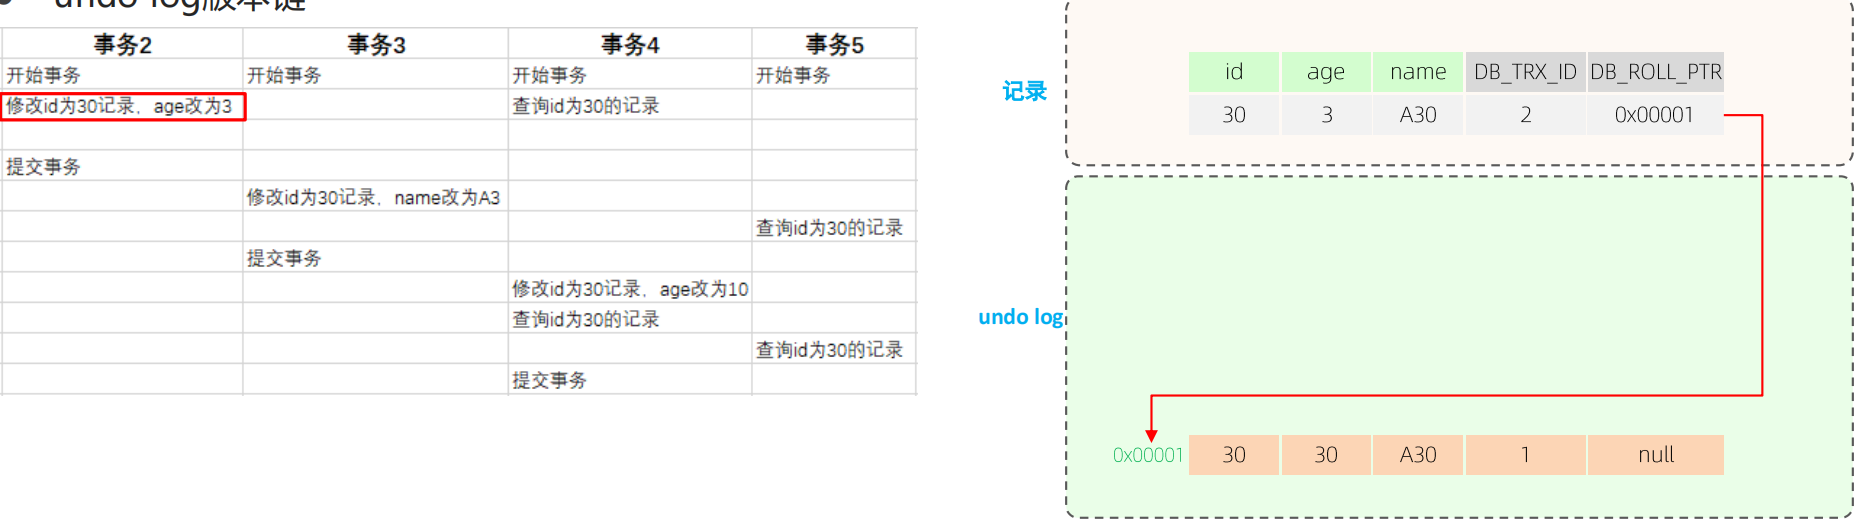 undo log版本链
事务2 事务3 事务4 事务5
开始事务 开始事务 开始事务 开始事务
修改id为30记录，age改为3 查询id为30的记录
提交事务
修改id为30记录，name改为A3
查询id为30的记录
提交事务
修改id为30记录，age改为10
查询id为30的记录
查询id为30的记录
提交事务
记录
id age name DB_TRX_ID DB_ROLL_PTR
30 3 A30 2 0x00001
undo log
0x00001 30 30 A30 1 null